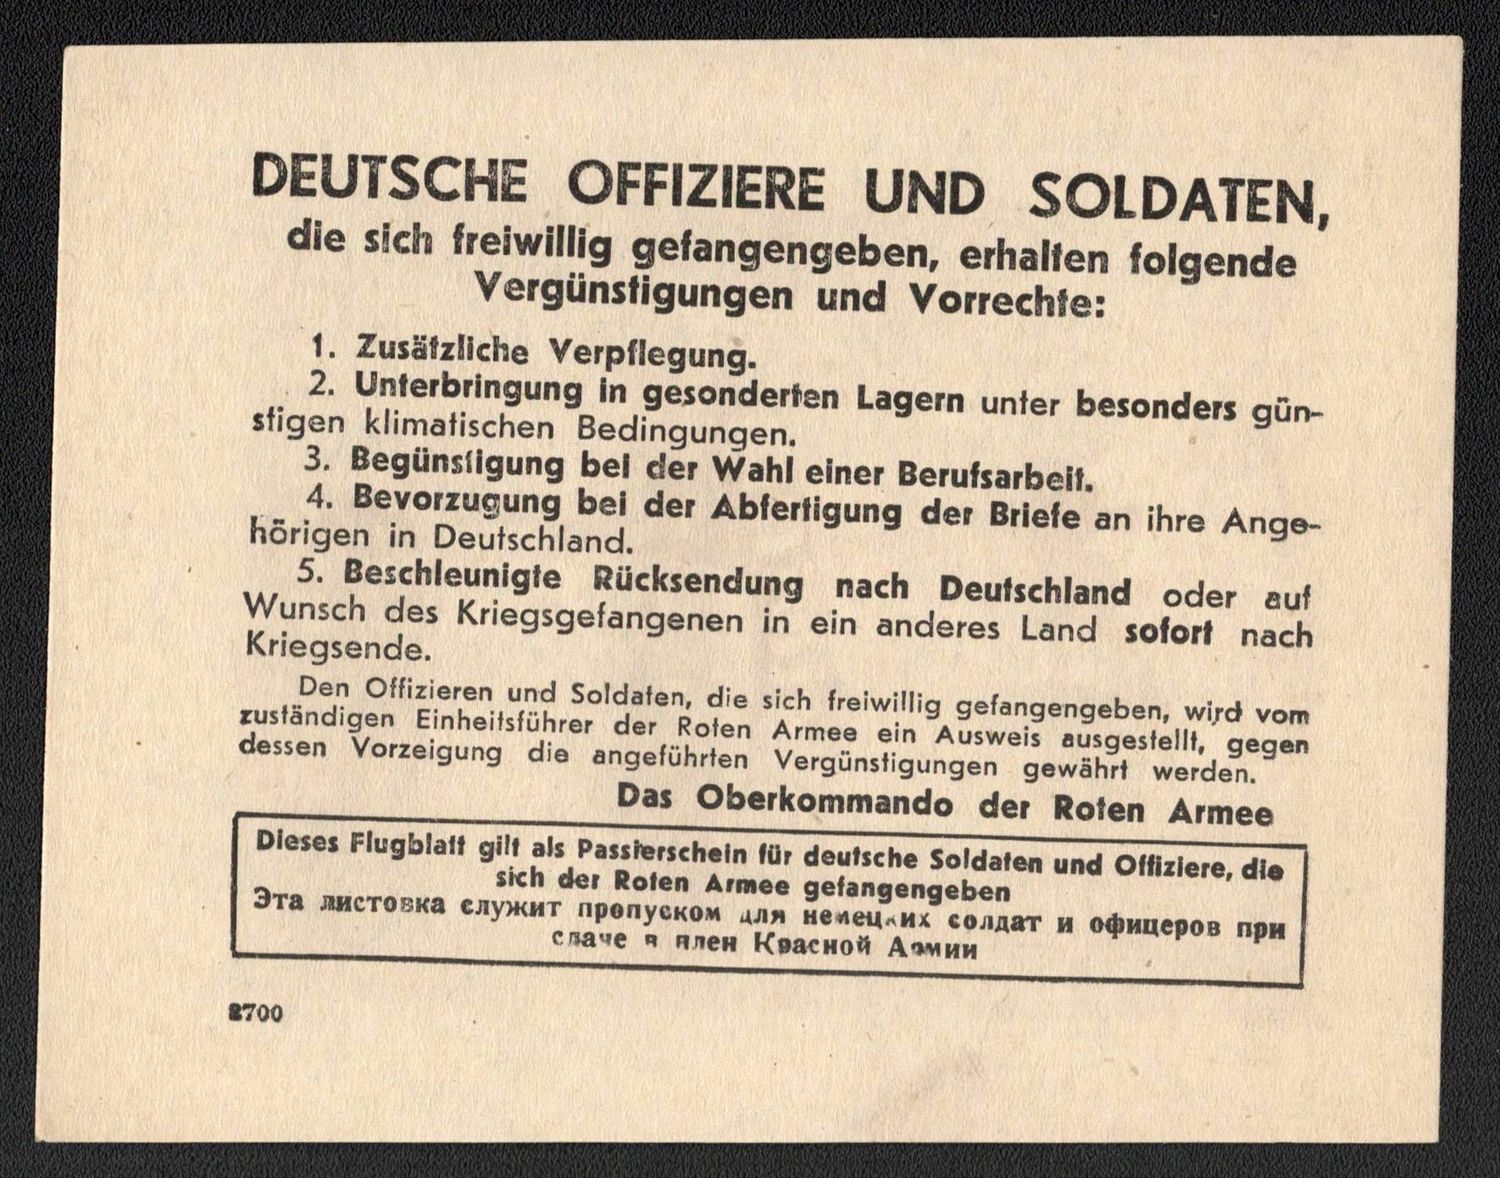 DEUTSCHE OFFIZIERE UND SOLDATEN,
die sich freiwillig gefangengeben, erhalten folgende
Vergünstigungen und Vorrechte:
1. Zusätzliche Verpflegung.
2. Unterbringung in gesonderten Lagern unter besonders gün-
stigen klimatischen Bedingungen.
3. Begünstigung bei der Wahl einer Berufsarbeit.
4. Bevorzugung bei der Abfertigung der Briefe an ihre Ange-
hörigen in Deutschland.
5. Beschleunigte Rücksendung nach Deutschland oder auf
Wunsch des Kriegsgefangenen in ein anderes Land sofort nach
Kriegsende.
Den Offizieren und Soldaten, die sich freiwillig gefangengeben, wird vom
zuständigen Einheitsführer der Roten Armee ein Ausweis ausgestellt, gegen
dessen Vorzeigung die angeführten Vergünstigungen gewährt werden.
Das Oberkommando der Roten Armee
Dieses Flugblatt gilt als Passierschein für deutsche Soldaten und Offiziere, die
sich der Roten Armee gefangengeben
Эта листовка служит пропуском для немецких солдат и офицеров при
сдаче в плен Красной Армии
2700